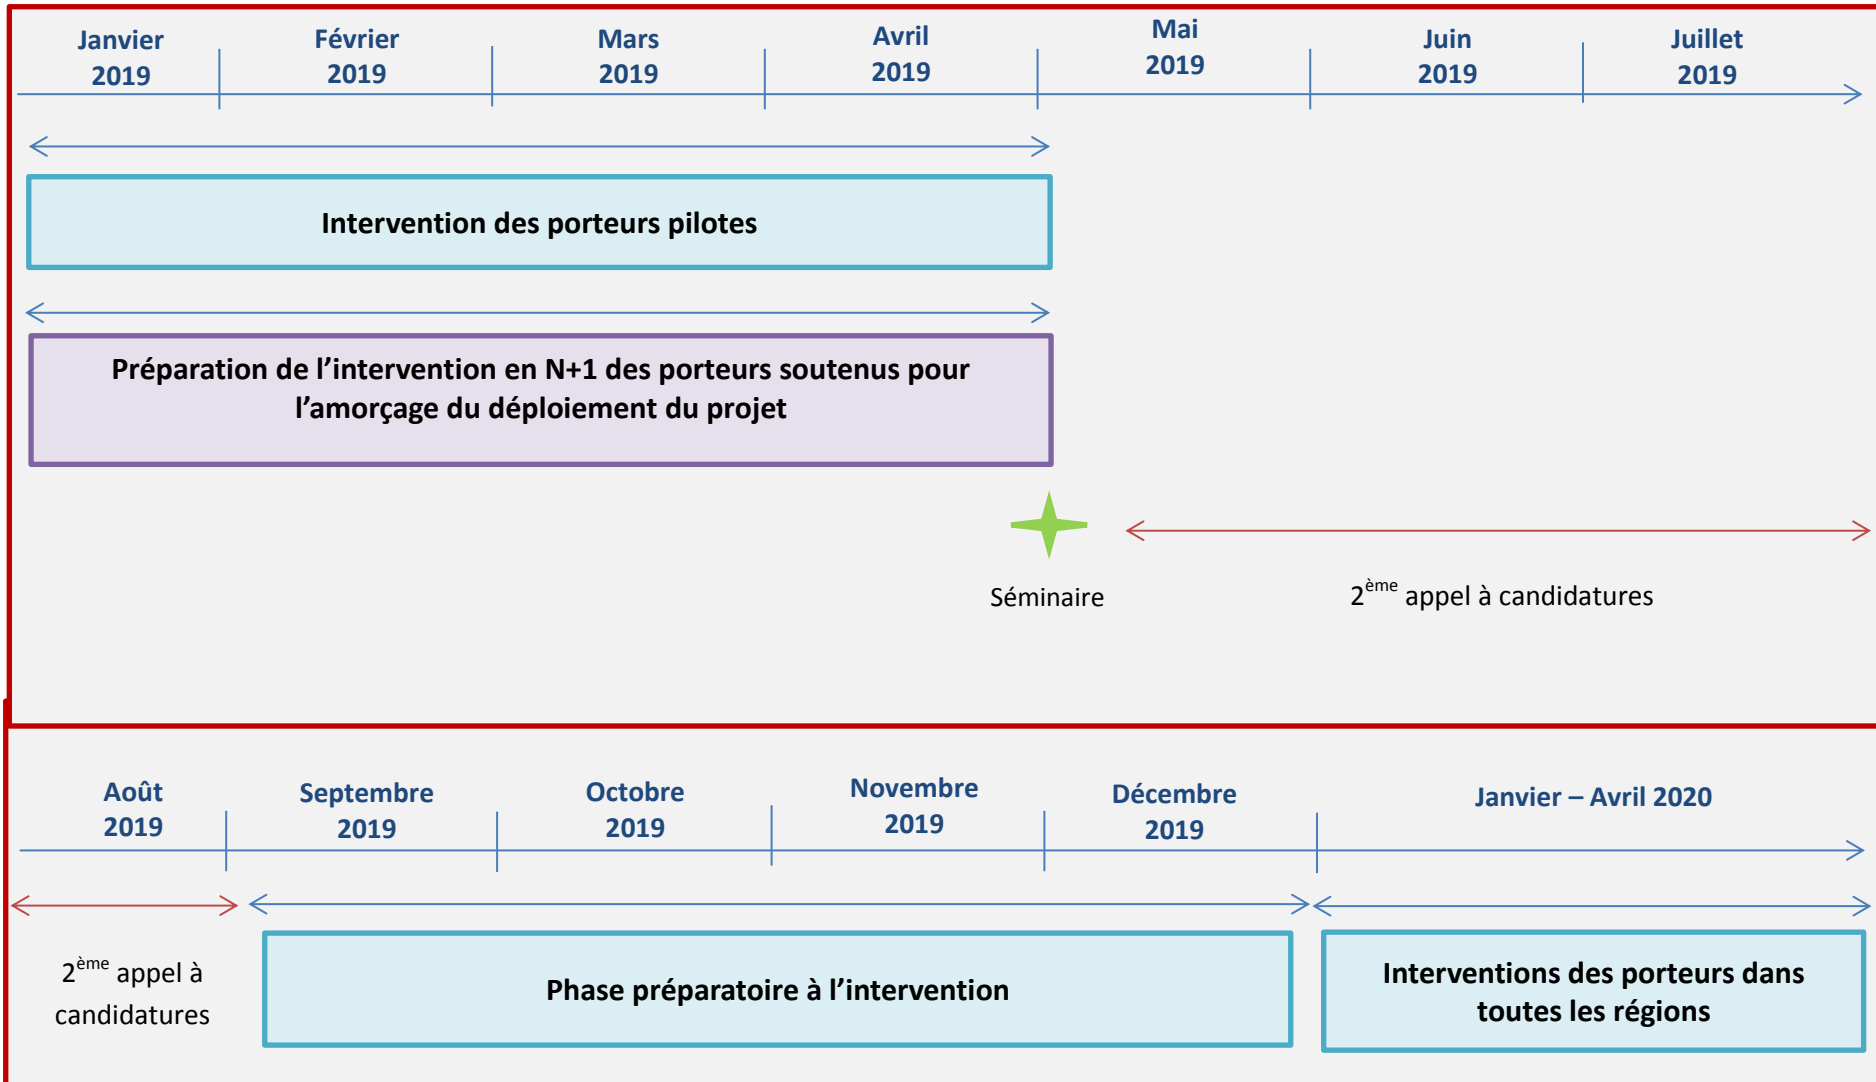 Janvier
2019
Février
2019
Mars
2019
Avril
2019
Mai
2019
Juin
2019
Juillet
2019
Intervention des porteurs pilotes
Préparation de l’intervention en N+1 des porteurs soutenus pour
l’amorçage du déploiement du projet
Séminaire
2ème appel à candidatures
Août
2019
Septembre
2019
Octobre
2019
Novembre
2019
Décembre
2019
Janvier – Avril 2020
2ème appel à
candidatures
Phase préparatoire à l’intervention
Interventions des porteurs dans
toutes les régions